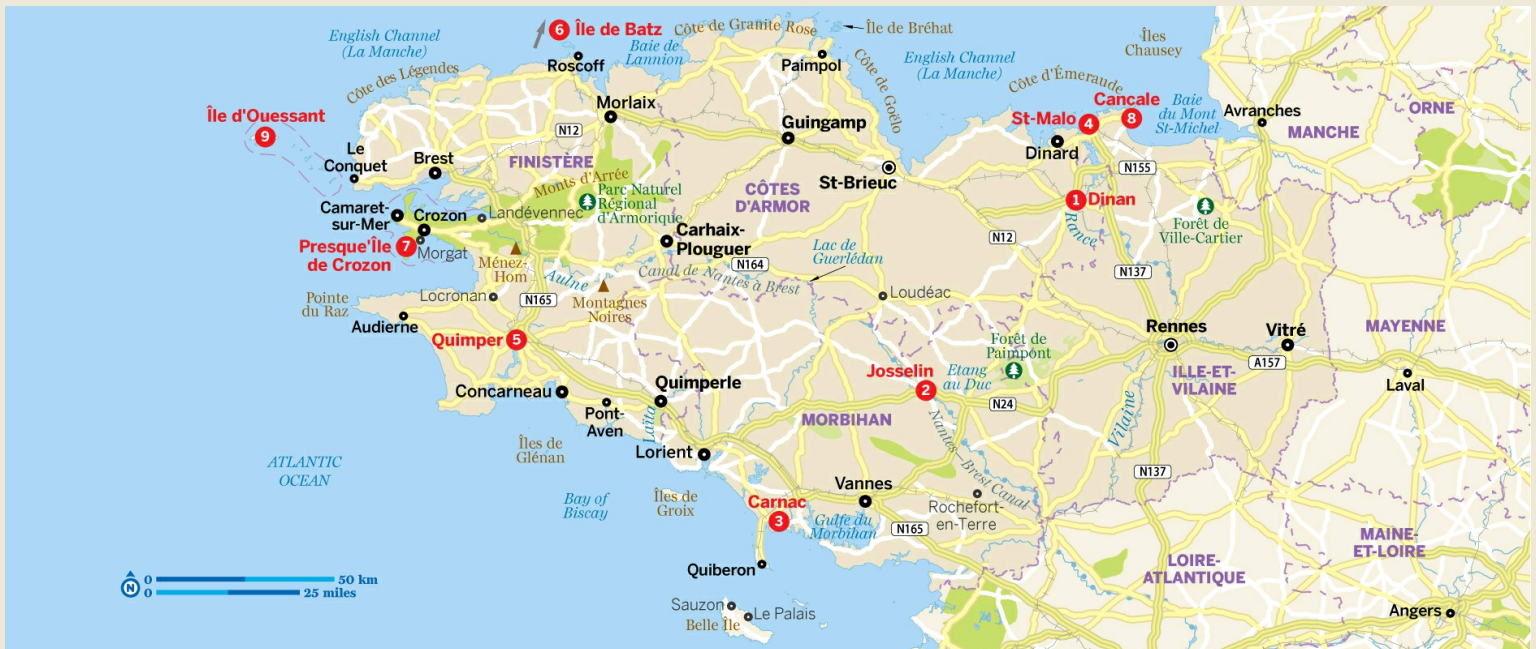 6 Île de Batz
Côte de Granite Rose
Île de Bréhat
English Channel
(La Manche)
Baie de
Lannion
Îles
Chausey
Roscoff
Paimpol
English Channel
(La Manche)
Côte des Légendes
Côte de Goëlo
Côte d'Émeraude
Cancale
8
Baie
du Mont
St-Michel
Avranches
ORNE
MANCHE
Île d'Ouessant
9
Morlaix
N12
Guingamp
St-Malo 4
Dinard
N155
Le
Conquet
Brest
FINISTÈRE
Monts d'Arrée
Parc Naturel
Régional
d'Armorique
CÔTES
D'ARMOR
St-Brieuc
1 Dinan
Rance
Forêt de
Ville-Cartier
Camaret-
sur-Mer
Crozon
Landévennec
Carhaix-
Plouguer
N12
Presqu'Île
de Crozon
7
Morgat
Ménez-
Hom
Aulne
Lac de
Guerlédan
N164
Canal de Nantes à Brest
N137
Pointe
du Raz
Locronan
N165
Montagnes
Noires
Loudéac
Audierne
Quimper 5
Rennes
Vitré
MAYENNE
Forêt de
Paimpont
A157
Laval
Josselin
2
Etang
au Duc
ILLE-ET-
VILAINE
Concarneau
Quimperle
Pont-
Aven
Laïta
N24
MORBIHAN
Vilaine
Îles de
Glénan
Lorient
Nantes–Brest Canal
N137
ATLANTIC
OCEAN
Bay of
Biscay
Îles de
Groix
Vannes
Carnac
3
Gulfe du
Morbihan
Rochefort-
en-Terre
N165
MAINE-
ET-LOIRE
LOIRE-
ATLANTIQUE
Quiberon
N
0 50 km
0 25 miles
Sauzon
Le Palais
Belle Île
Angers